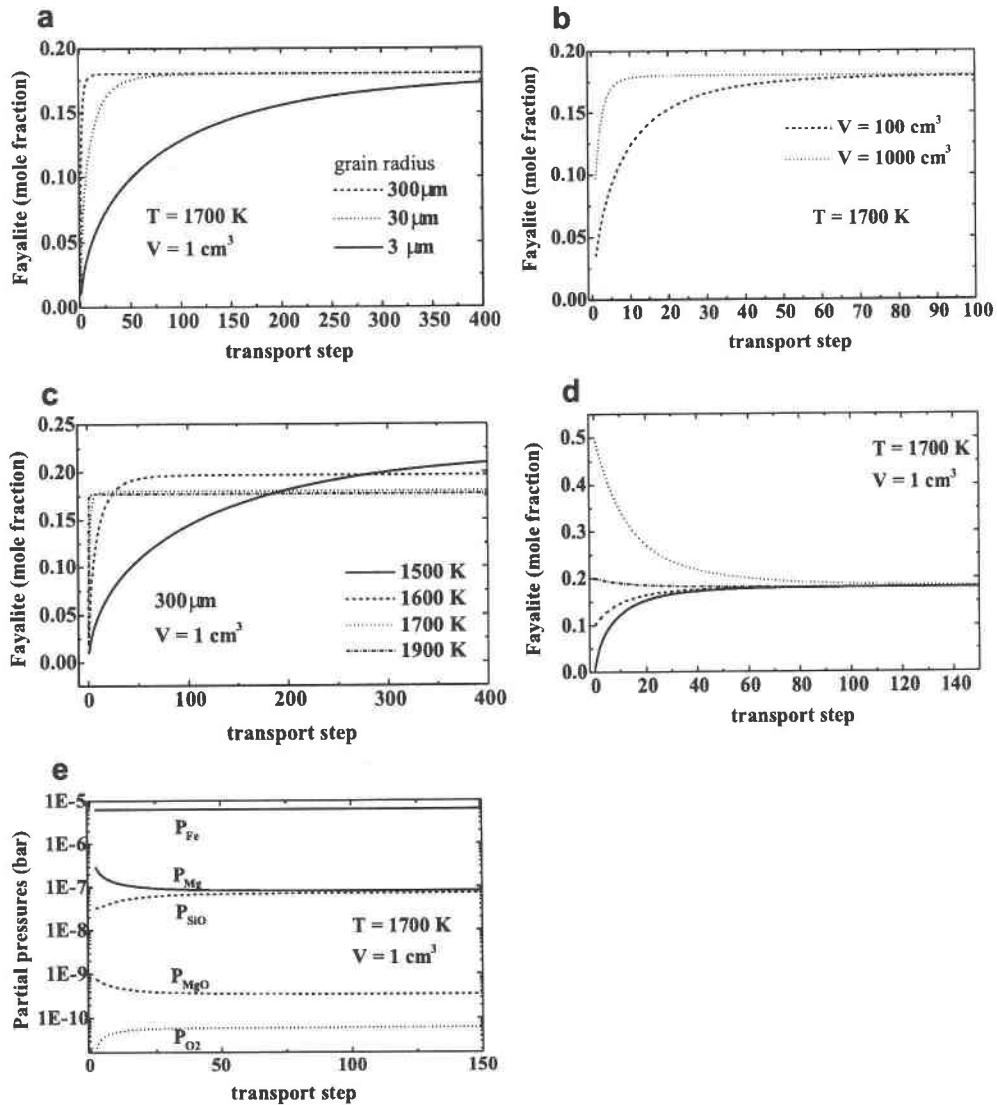 a
0.20
0.15
0.10
0.05
0.00
Fayalite (mole fraction)
grain radius
300μm
30μm
3 μm
T = 1700 K
V = 1 cm³
0 50 100 150 200 250 300 350 400
transport step
b
0.20
0.15
0.10
0.05
0.00
Fayalite (mole fraction)
V = 100 cm³
V = 1000 cm³
T = 1700 K
0 10 20 30 40 50 60 70 80 90 100
transport step
c
0.25
0.20
0.15
0.10
0.05
0.00
Fayalite (mole fraction)
300μm
V = 1 cm³
1500 K
1600 K
1700 K
1900 K
0 100 200 300 400
transport step
d
0.5
0.4
0.3
0.2
0.1
0.0
Fayalite (mole fraction)
T = 1700 K
V = 1 cm³
0 20 40 60 80 100 120 140
transport step
e
1E-5
1E-6
1E-7
1E-8
1E-9
1E-10
Partial pressures (bar)
P_Fe
P_Mg
P_SiO
P_MgO
P_O2
T = 1700 K
V = 1 cm³
0 50 100 150
transport step